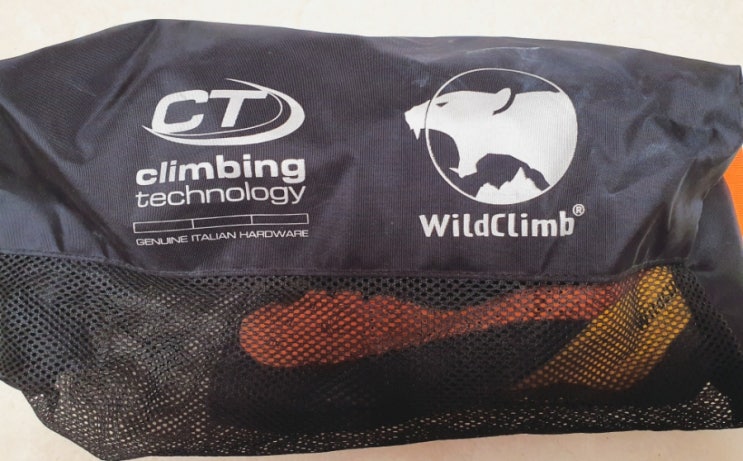 CT
climbing
technology
GENUINE ITALIAN HARDWARE
WildClimb®